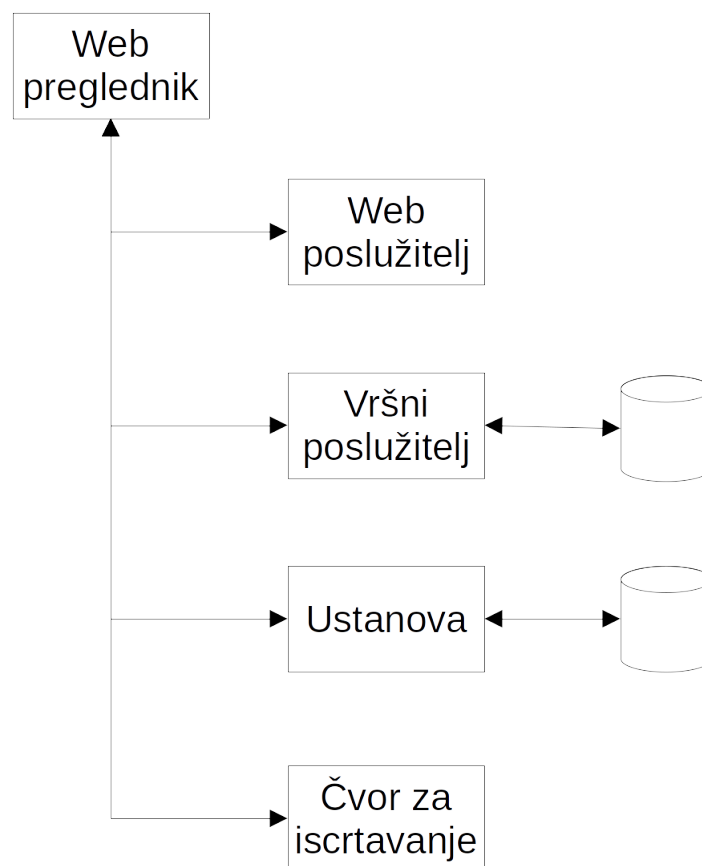 Web
preglednik
Web
poslužitelj
Vršni
poslužitelj
Ustanova
Čvor za
iscrtavanje